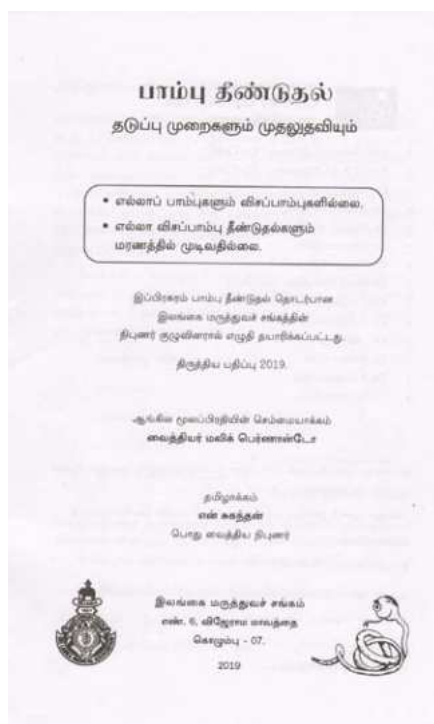 பாம்பு தீண்டுதல்
தடுப்பு முறைகளும் முதலுதவியும்
• எல்லாப் பாம்புகளும் விசப்பாம்புகளில்லை.
• எல்லா விசப்பாம்பு தீண்டுதல்களும்
மரணத்தில் முடிவதில்லை.
இப்பிரசுரம் பாம்பு தீண்டுதல் தொடர்பான
இலங்கை மருத்துவச் சங்கத்தின்
நிபுணர் குழுவினரால் எழுதி தயாரிக்கப்பட்டது.
திருத்திய பதிப்பு 2019.
ஆங்கில மூலப்பிரதியின் செம்மையாக்கம்
வைத்தியர் மலிக் பெர்ணான்டோ
தமிழாக்கம்
என் சுகந்தன்
பொது வைத்திய நிபுணர்
இலங்கை மருத்துவச் சங்கம்
எண். 6, விஜேராம மாவத்தை
கொழும்பு - 07.
2019